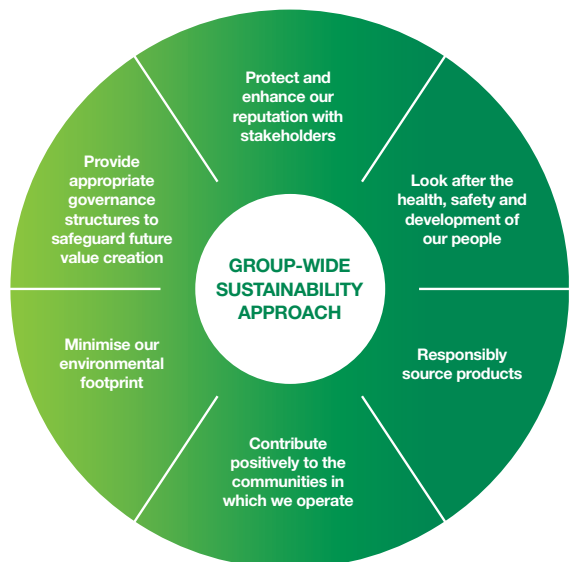 Protect and
enhance our
reputation with
stakeholders
Look after the
health, safety and
development of
our people
Responsibly
source products
Contribute
positively to the
communities in
which we operate
Minimise our
environmental
footprint
Provide
appropriate
governance
structures to
safeguard future
value creation
GROUP-WIDE
SUSTAINABILITY
APPROACH